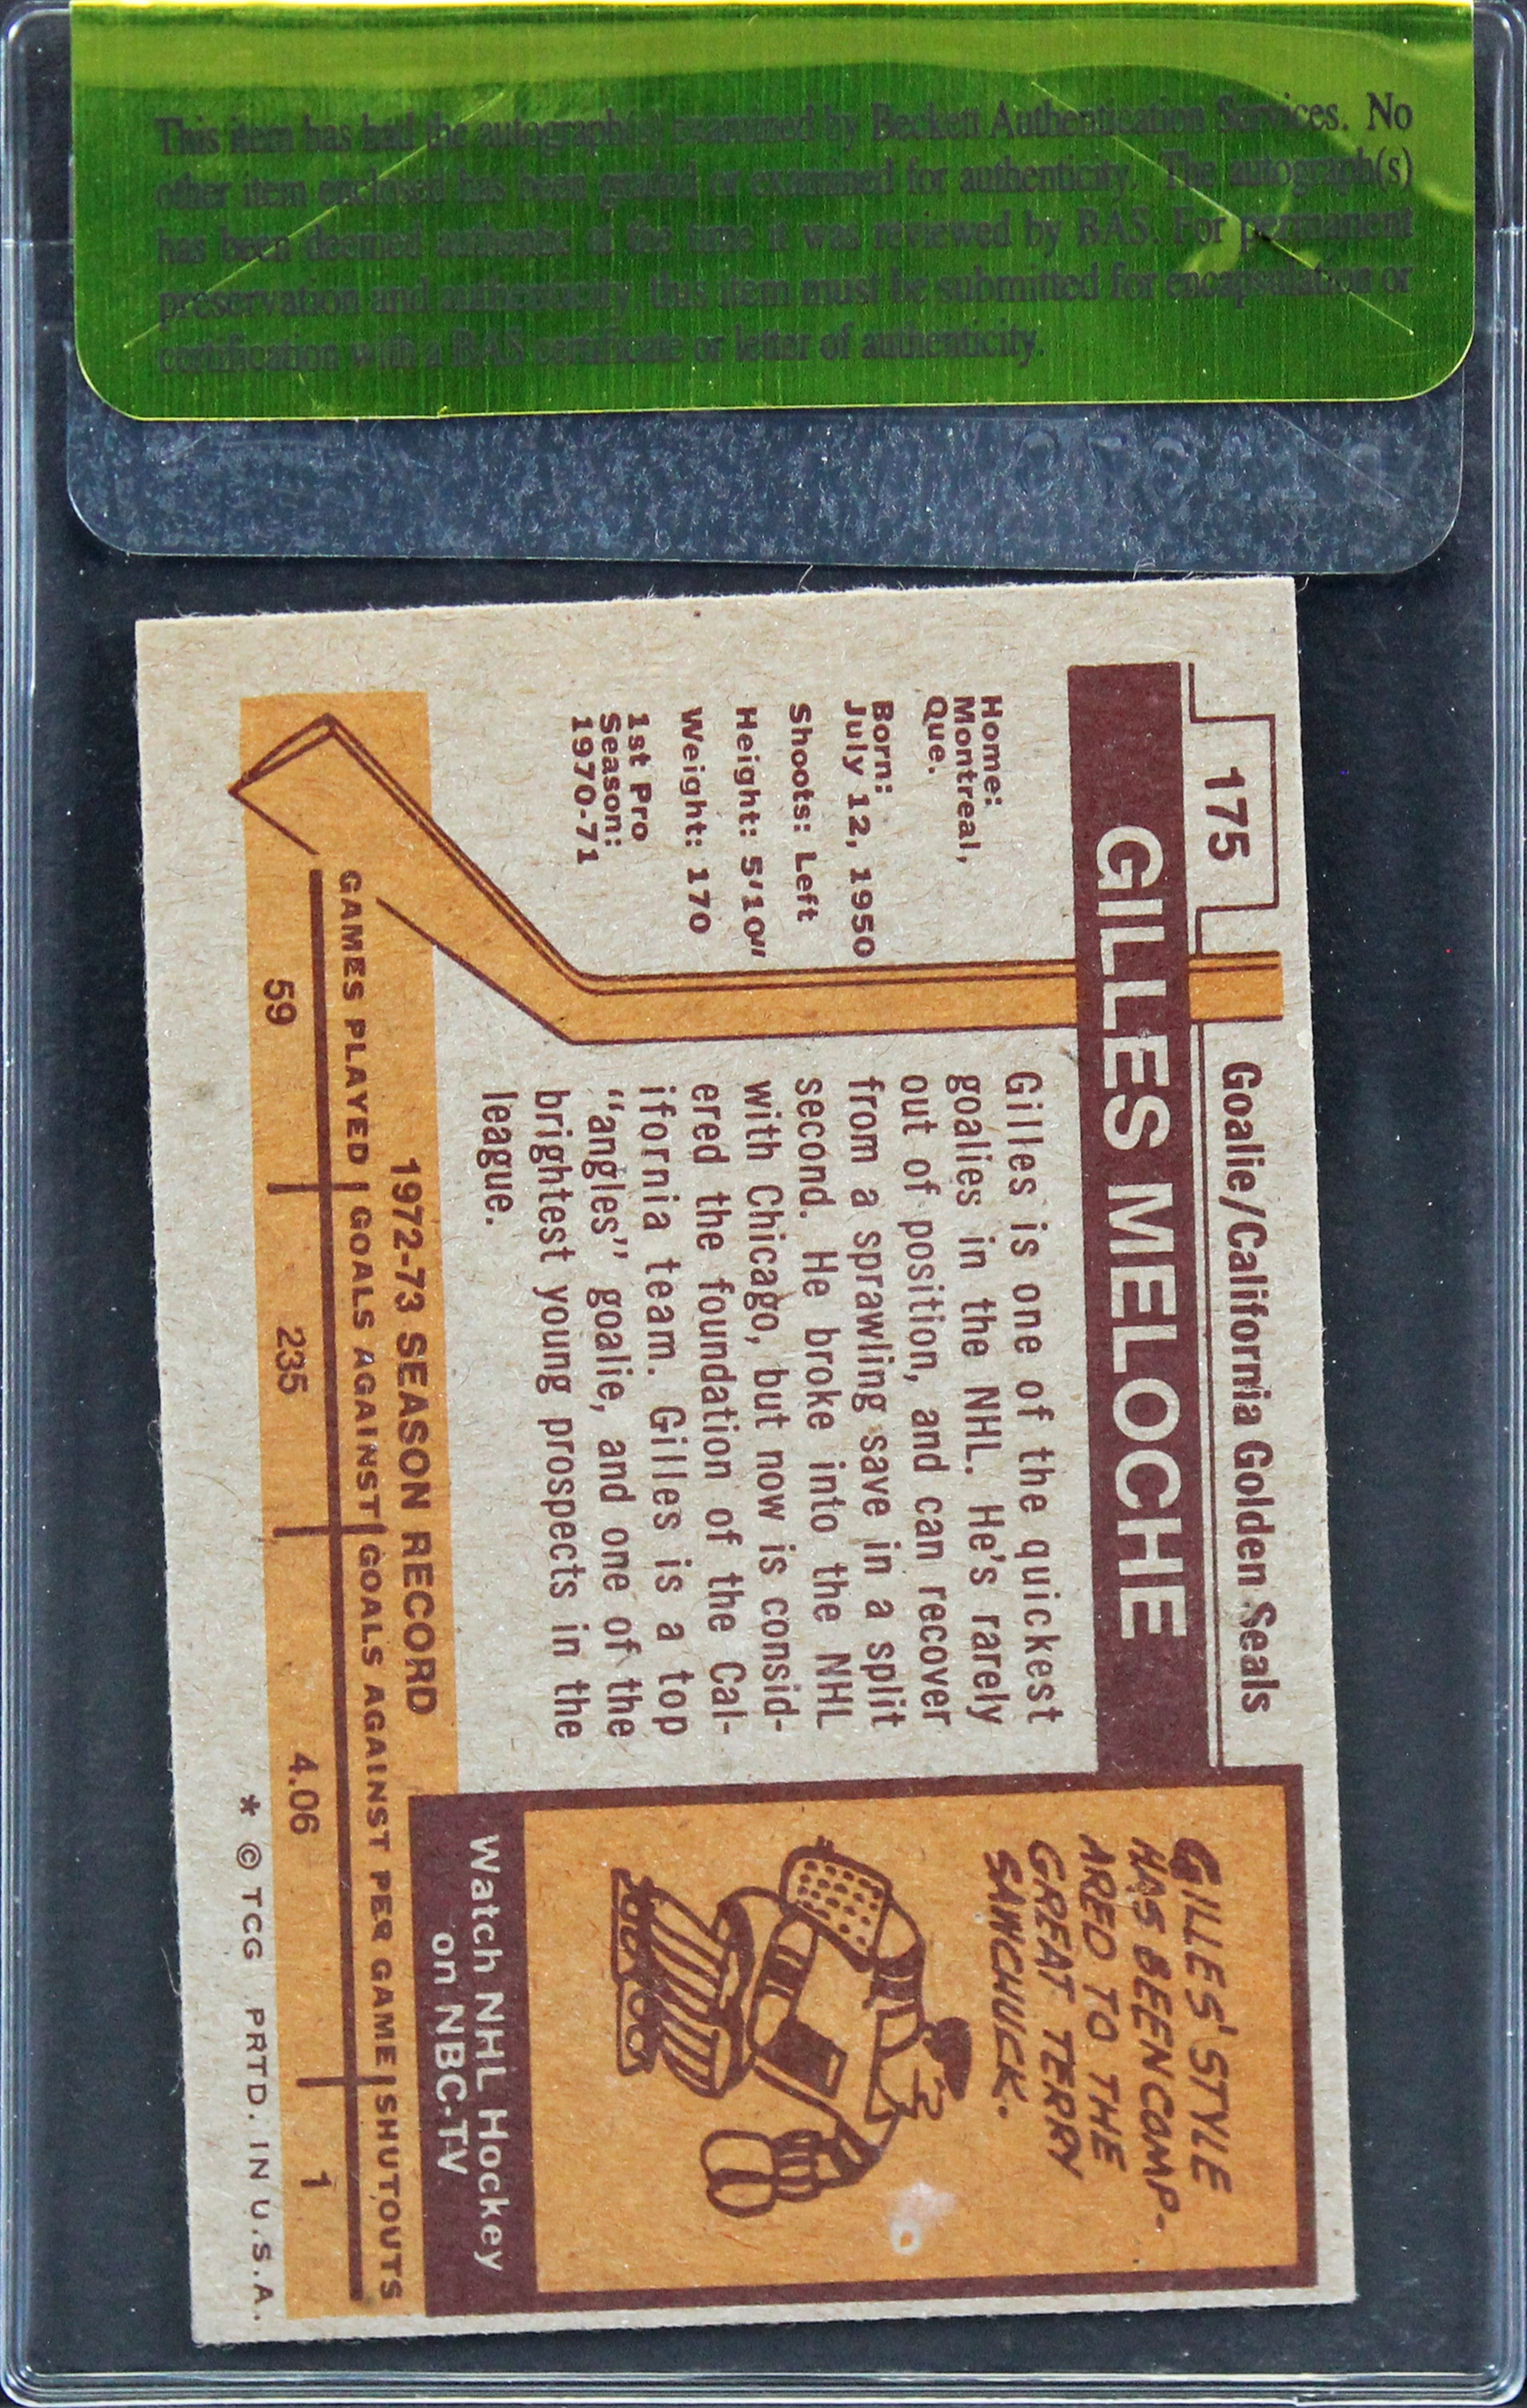 This item has had the autograph(s) examined by Beckett Authentication Services. No
other item enclosed has been graded or examined for authenticity. The autograph(s)
has been deemed authentic at the time it was reviewed by BAS. For permanent
preservation and authenticity, this item must be submitted for encapsulation or
certification with a BAS certificate or letter of authenticity.
175
Goalie/California Golden Seals
GILLES MELOCHE
Home:
Montreal,
Que.
Born:
July 12, 1950
Shoots: Left
Height: 5'10"
Weight: 170
1st Pro
Season:
1970-71
Gilles is one of the quickest
goalies in the NHL. He's rarely
out of position, and can recover
from a sprawling save in a split
second. He broke into the NHL
with Chicago, but now is consid-
ered the foundation of the Cal-
ifornia team. Gilles is a top
"angles" goalie, and one of the
brightest young prospects in the
league.
GILLES' STYLE
HAS BEEN COMP-
ARED TO THE
GREAT TERRY
SAWCHUCK.
Watch NHL Hockey
on NBC-TV
1972-73 SEASON RECORD
GAMES PLAYED | GOALS AGAINST | GOALS AGAINST PER GAME | SHUTOUTS
59 235 4.06 1
* © TCG PRTD. IN U.S.A.